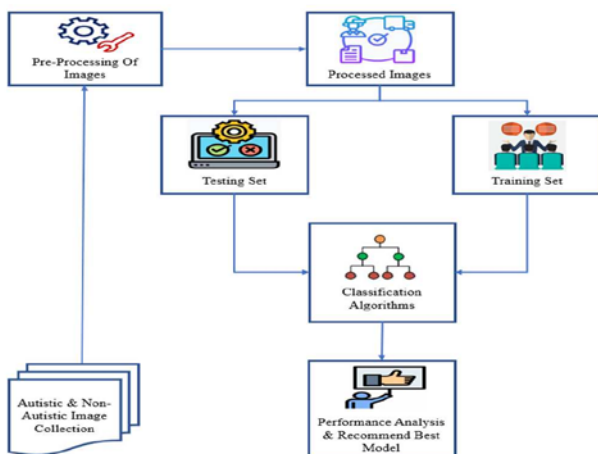 Pre-Processing Of
Images
Processed Images
Testing Set
Training Set
Classification
Algorithms
Autistic & Non-
Autistic Image
Collection
Performance Analysis
& Recommend Best
Model